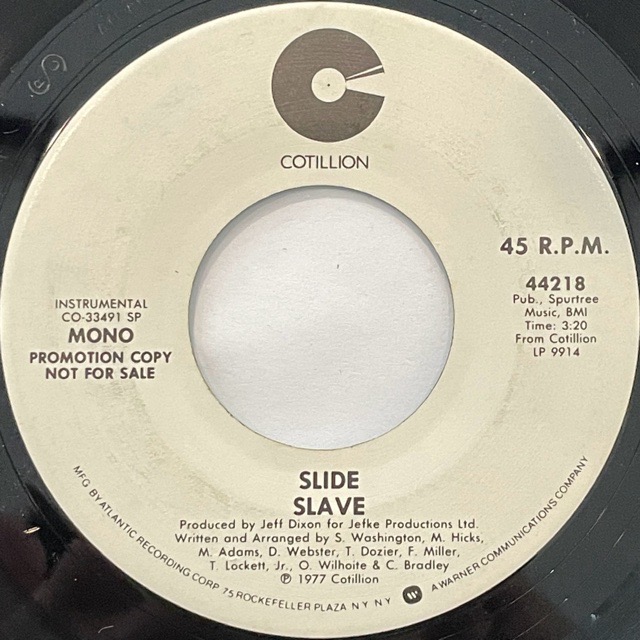 COTILLION
45 R.P.M.
44218
Pub., Spurtree
Music, BMI
Time: 3:20
From Cotillion
LP 9914
INSTRUMENTAL
CO-33491 SP
MONO
PROMOTION COPY
NOT FOR SALE
SLIDE
SLAVE
Produced by Jeff Dixon for Jefke Productions Ltd.
Written and Arranged by S. Washington, M. Hicks,
M. Adams, D. Webster, T. Dozier, F. Miller,
T. Lockett, Jr., O. Wilhoite & C. Bradley
℗ 1977 Cotillion
MFG BY ATLANTIC RECORDING CORP 75 ROCKEFELLER PLAZA N Y N Y A WARNER COMMUNICATIONS COMPANY